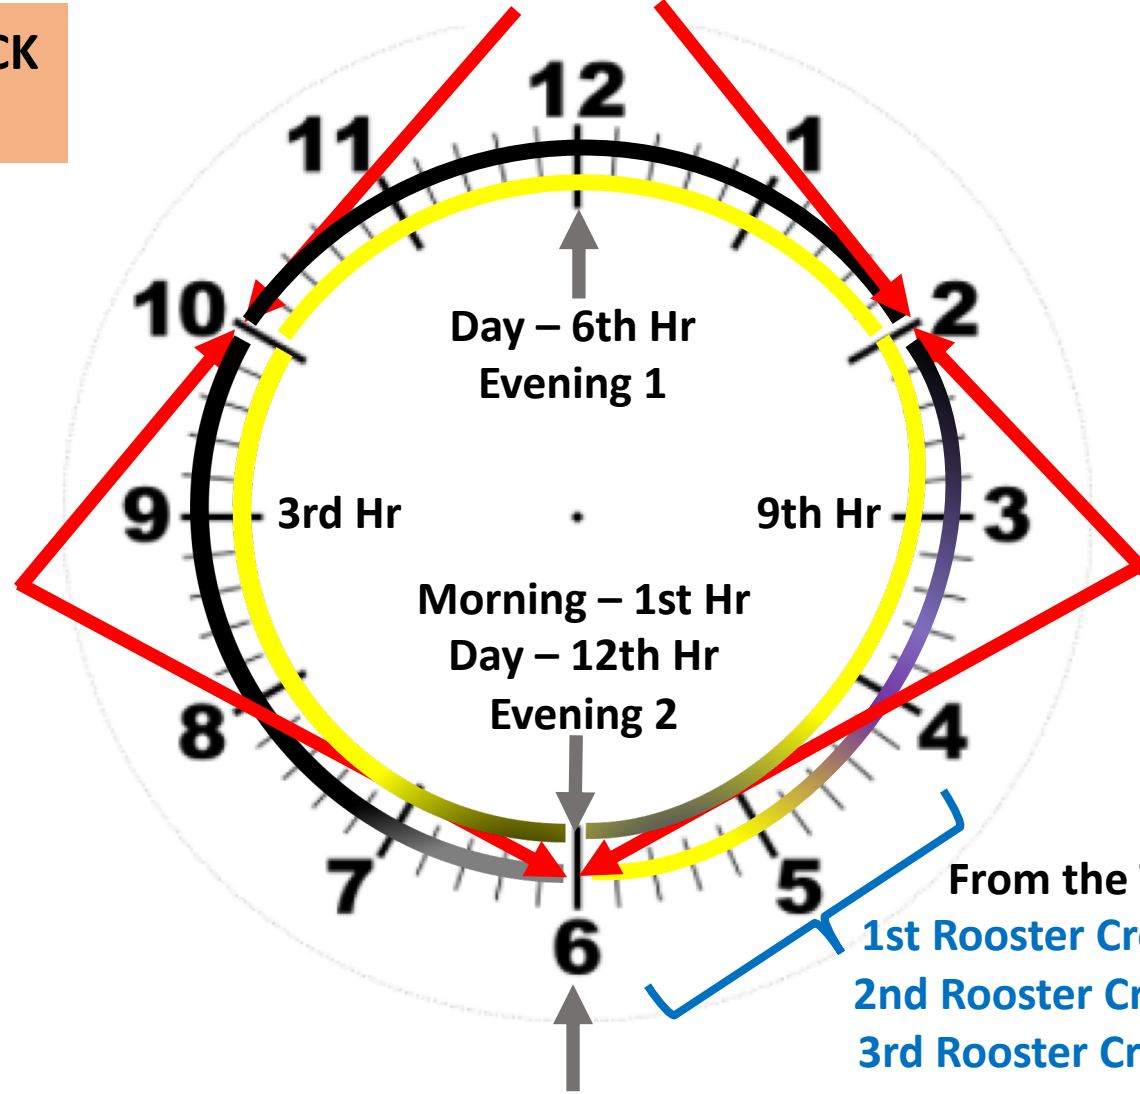 CK
12
11
1
10
2
Day – 6th Hr
Evening 1
9
3rd Hr
9th Hr
3
Morning – 1st Hr
Day – 12th Hr
Evening 2
8
4
7
5
6
From the
1st Rooster Cr
2nd Rooster Cr
3rd Rooster Cr